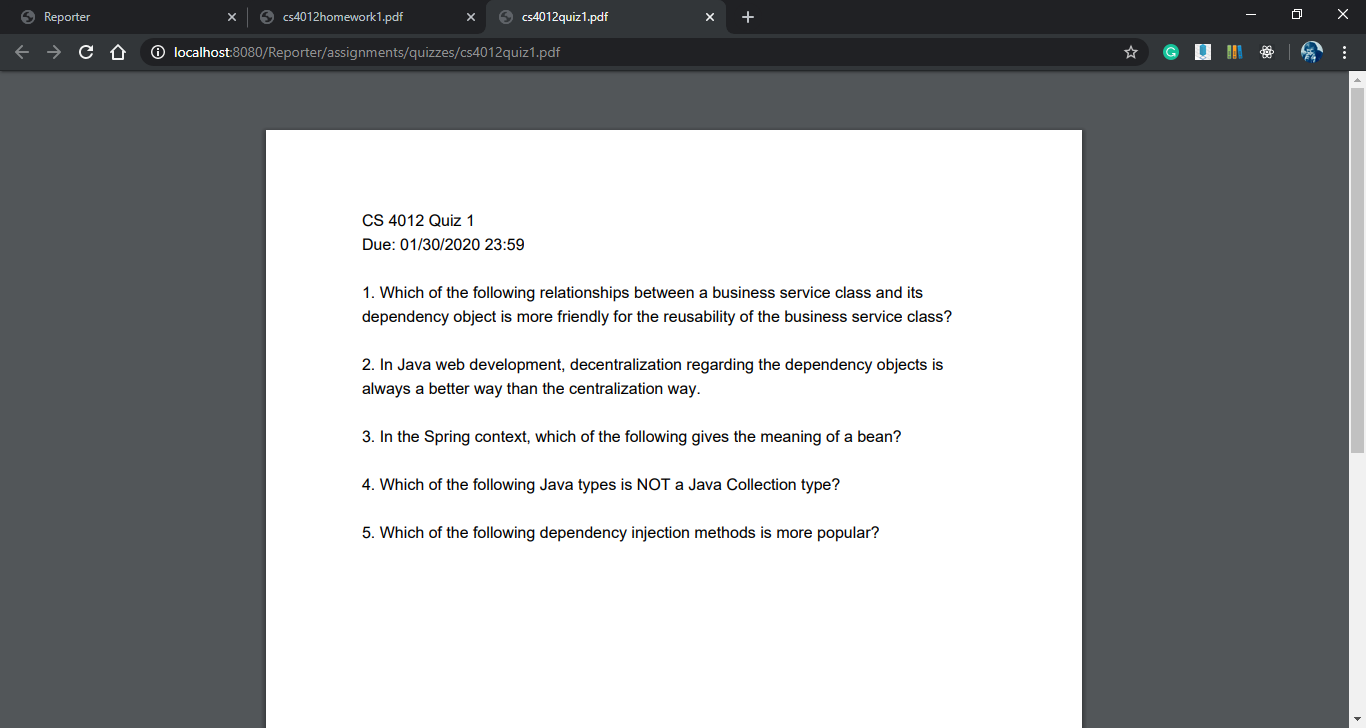 Reporter
cs4012homework1.pdf
cs4012quiz1.pdf
localhost:8080/Reporter/assignments/quizzes/cs4012quiz1.pdf
CS 4012 Quiz 1
Due: 01/30/2020 23:59
1. Which of the following relationships between a business service class and its
dependency object is more friendly for the reusability of the business service class?
2. In Java web development, decentralization regarding the dependency objects is
always a better way than the centralization way.
3. In the Spring context, which of the following gives the meaning of a bean?
4. Which of the following Java types is NOT a Java Collection type?
5. Which of the following dependency injection methods is more popular?